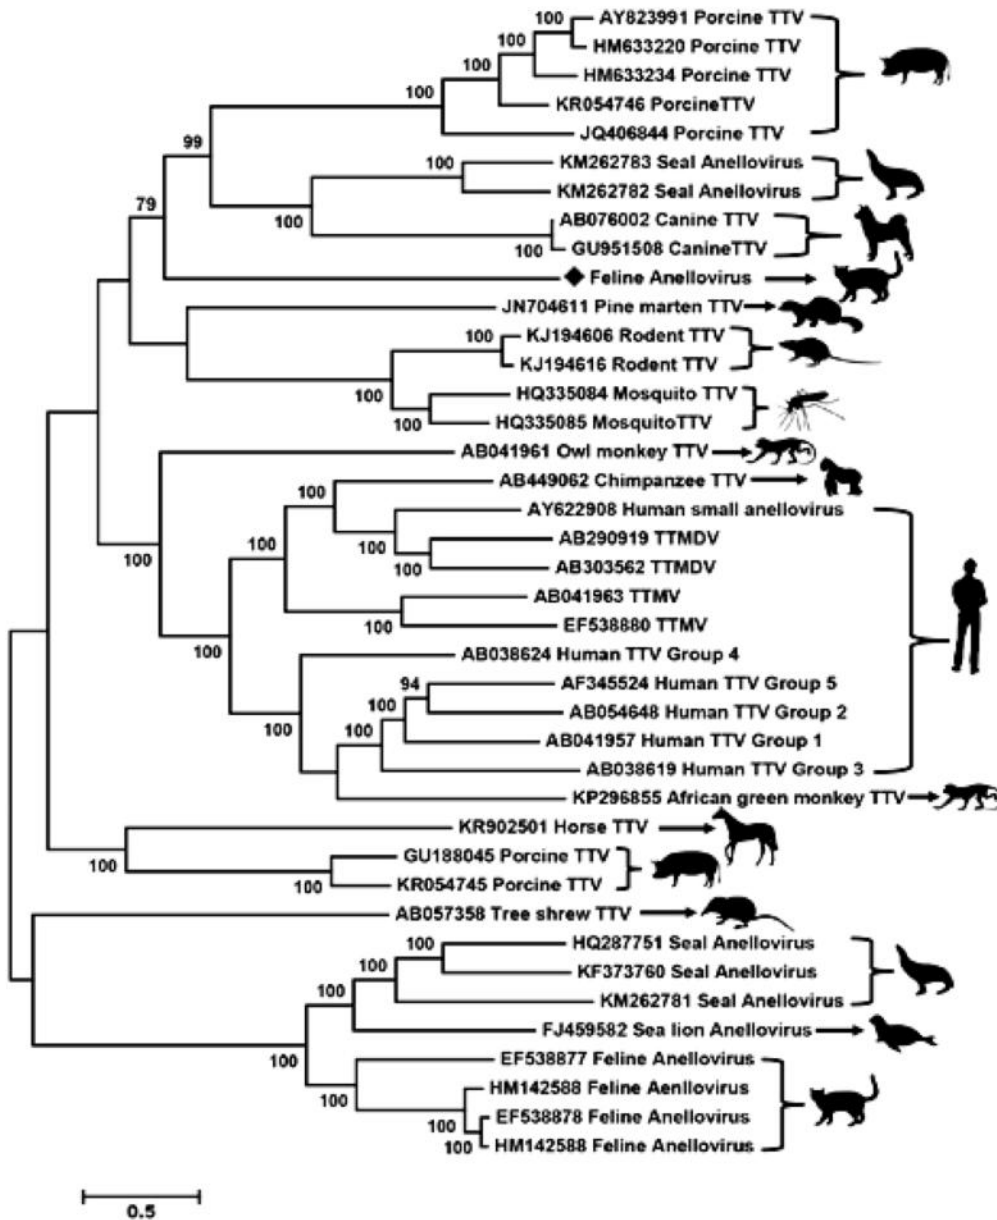 100 AY823991 Porcine TTV
100 HM633220 Porcine TTV
100 HM633234 Porcine TTV
100 KR054746 PorcineTTV
JQ406844 Porcine TTV
99
100 KM262783 Seal Anellovirus
KM262782 Seal Anellovirus
79 AB076002 Canine TTV
100
100 GU951508 CanineTTV
Feline Anellovirus
JN704611 Pine marten TTV
100 KJ194606 Rodent TTV
KJ194616 Rodent TTV
100 HQ335084 Mosquito TTV
100 HQ335085 MosquitoTTV
AB041961 Owl monkey TTV
100 AB449062 Chimpanzee TTV
AY622908 Human small anellovirus
100
100 AB290919 TTMDV
100
100 AB303562 TTMDV
AB041963 TTMV
100 EF538880 TTMV
100 AB038624 Human TTV Group 4
94 AF345524 Human TTV Group 5
100 AB054648 Human TTV Group 2
100
100 AB041957 Human TTV Group 1
AB038619 Human TTV Group 3
KP296855 African green monkey TTV
KR902501 Horse TTV
100 GU188045 Porcine TTV
100 KR054745 Porcine TTV
AB057358 Tree shrew TTV
100 HQ287751 Seal Anellovirus
100 KF373760 Seal Anellovirus
100 KM262781 Seal Anellovirus
FJ459582 Sea lion Anellovirus
100 EF538877 Feline Anellovirus
100 HM142588 Feline Aenllovirus
100 EF538878 Feline Anellovirus
100 HM142588 Feline Anellovirus
0.5